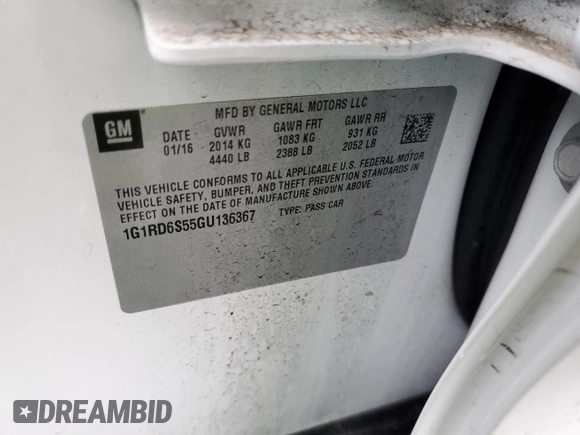 MFD BY GENERAL MOTORS LLC
GM
DATE GVWR GAWR FRT GAWR RR
01/16 2014 KG 1083 KG 931 KG
4440 LB 2388 LB 2052 LB
THIS VEHICLE CONFORMS TO ALL APPLICABLE U.S. FEDERAL MOTOR
VEHICLE SAFETY, BUMPER, AND THEFT PREVENTION STANDARDS IN
EFFECT ON THE DATE OF MANUFACTURE SHOWN ABOVE.
1G1RD6S55GU136367 TYPE: PASS CAR
DREAMBID